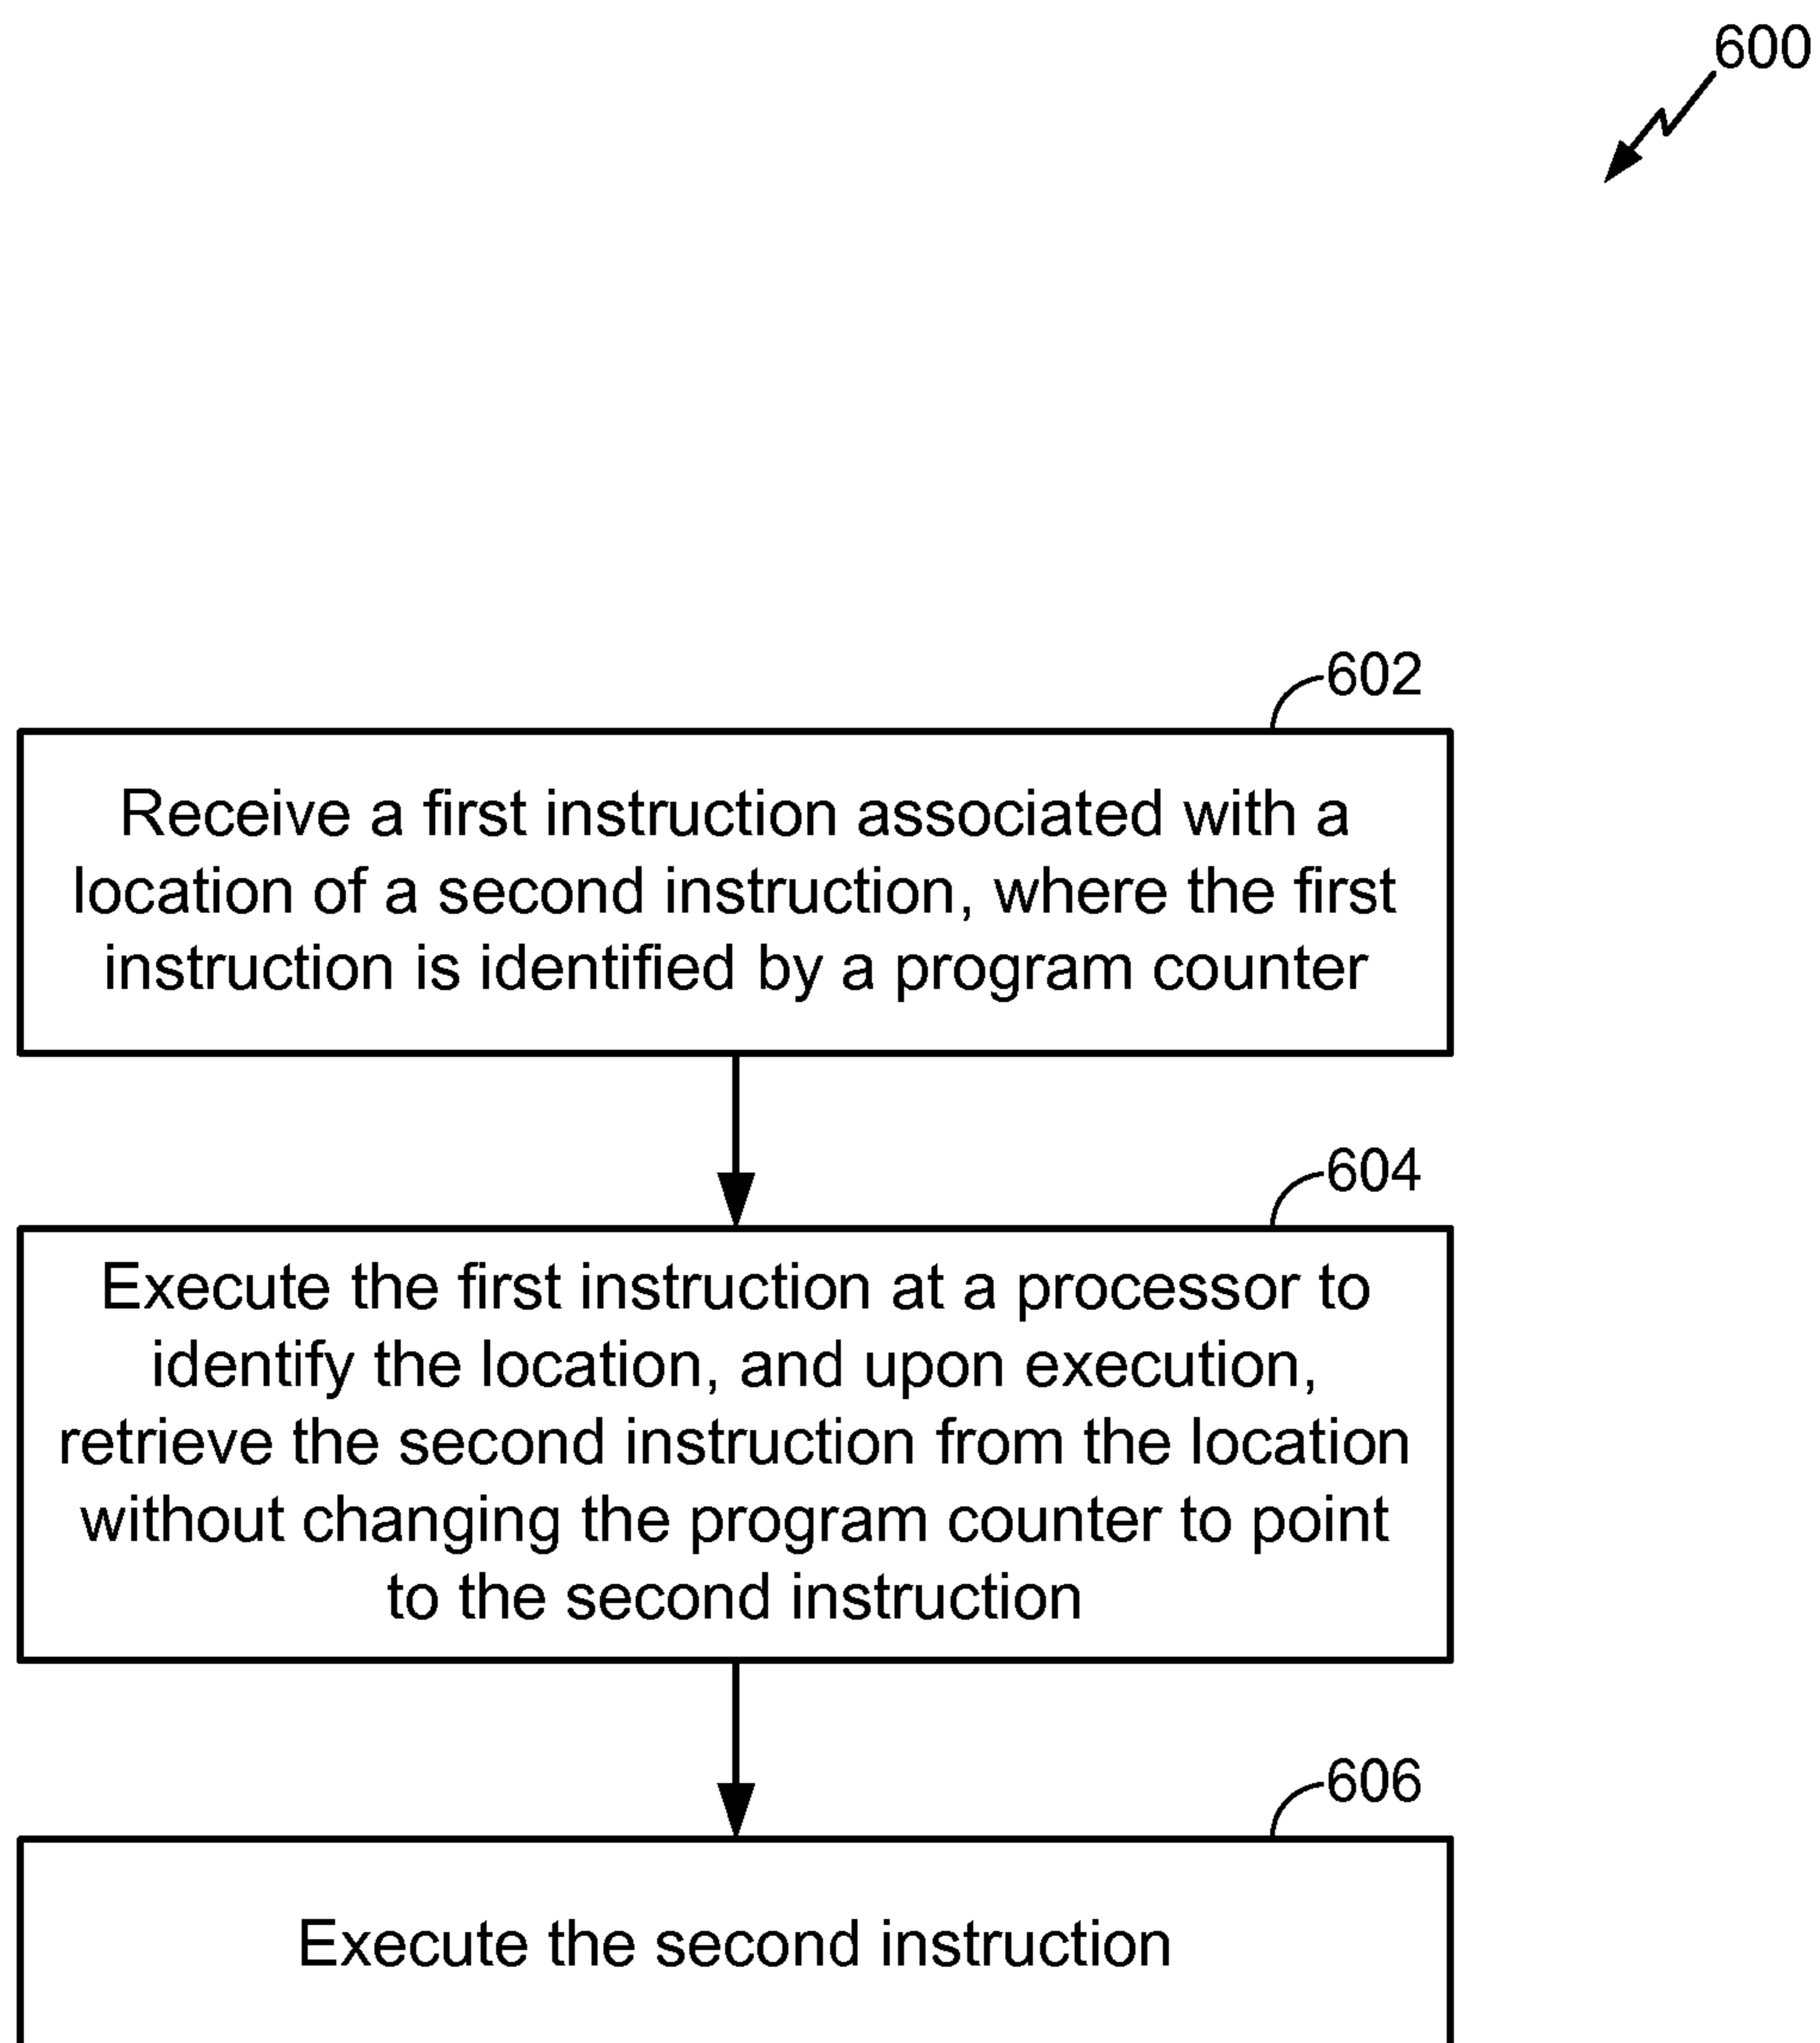 600
602
Receive a first instruction associated with a
location of a second instruction, where the first
instruction is identified by a program counter
604
Execute the first instruction at a processor to
identify the location, and upon execution,
retrieve the second instruction from the location
without changing the program counter to point
to the second instruction
606
Execute the second instruction